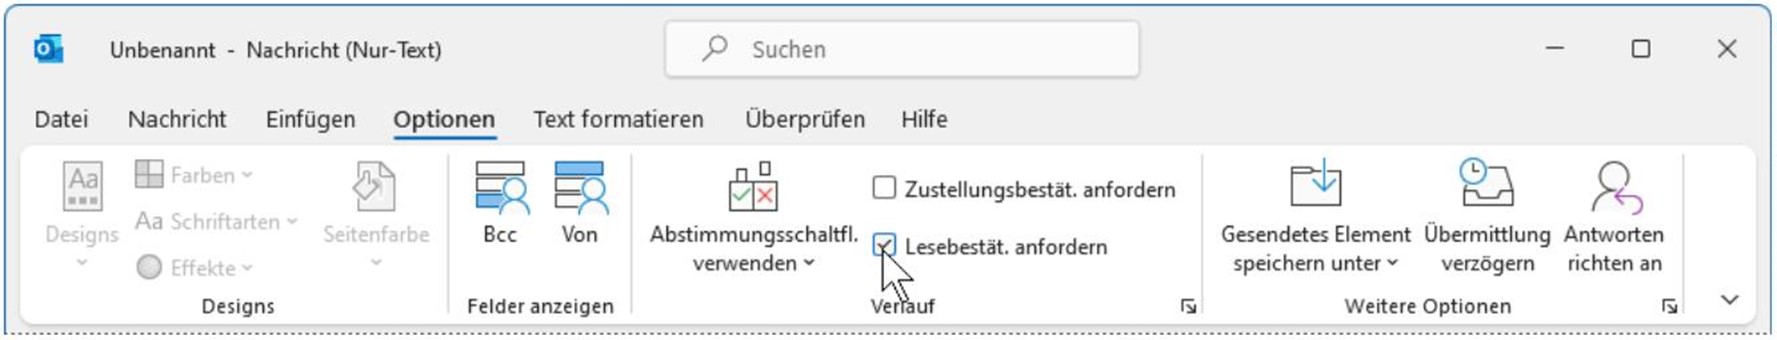 Unbenannt - Nachricht (Nur-Text)
Suchen
Datei Nachricht Einfügen Optionen Text formatieren Überprüfen Hilfe
Aa
Designs
Farben
Aa Schriftarten
Effekte
Seitenfarbe
Designs
Bcc
Von
Felder anzeigen
Abstimmungsschaltfl.
verwenden
Zustellungsbestät. anfordern
Lesebestät. anfordern
Verlauf
Gesendetes Element
speichern unter
Übermittlung
verzögern
Antworten
richten an
Weitere Optionen